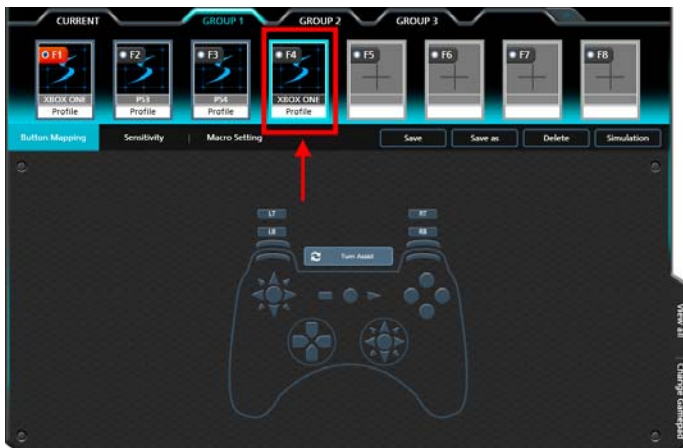 CURRENT GROUP 1 GROUP 2 GROUP 3
F1 F2 F3 F4 F5 F6 F7 F8
XBOX ONE PS3 PS4 XBOX ONE
Profile Profile Profile Profile
Button Mapping Sensitivity Macro Setting Save Save as Delete Simulation
LT RT
LB RB
Turn Assist
View all
Change Gamepad